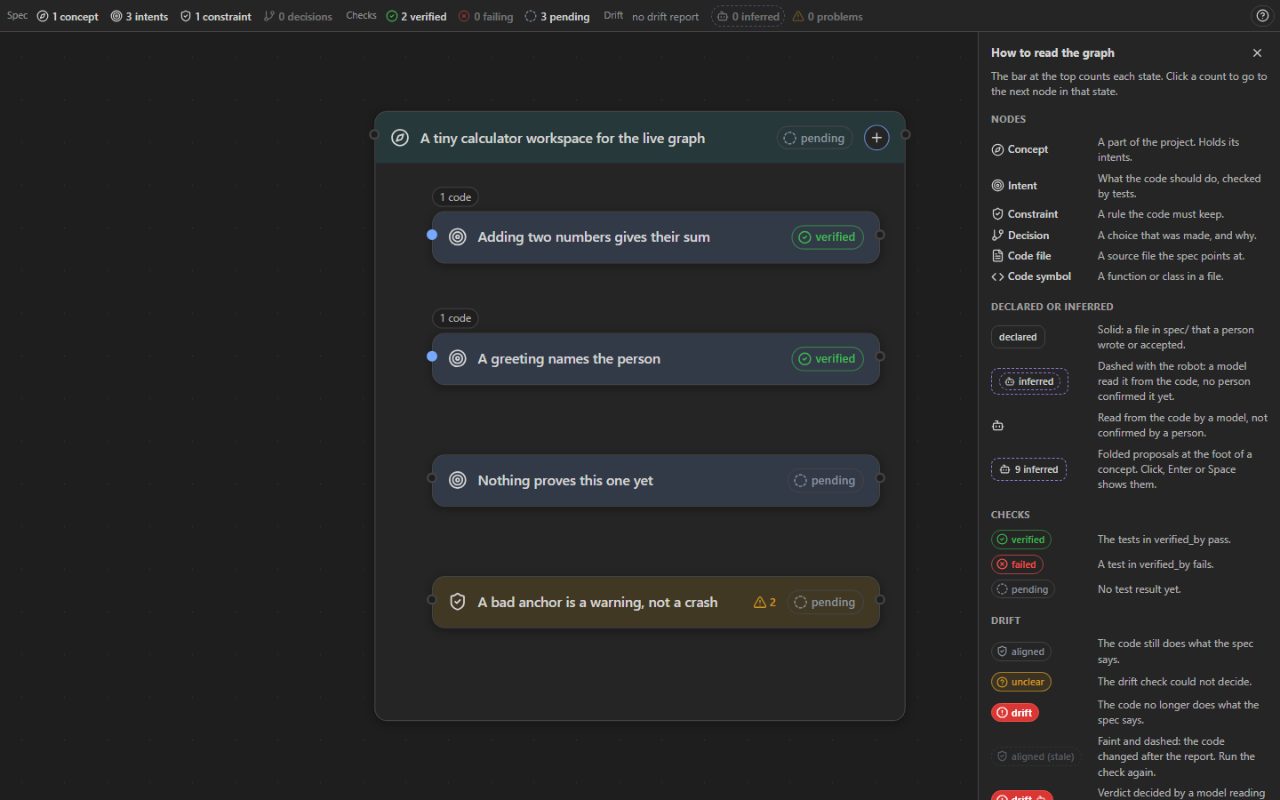 Spec 1 concept 3 intents 1 constraint 0 decisions Checks 2 verified 0 failing 3 pending Drift no drift report 0 inferred 0 problems
A tiny calculator workspace for the live graph pending
1 code
Adding two numbers gives their sum verified
1 code
A greeting names the person verified
Nothing proves this one yet pending
A bad anchor is a warning, not a crash 2 pending
How to read the graph
The bar at the top counts each state. Click a count to go to
the next node in that state.
NODES
Concept
A part of the project. Holds its
intents.
Intent
What the code should do, checked
by tests.
Constraint A rule the code must keep.
Decision A choice that was made, and why.
Code file A source file the spec points at.
Code symbol A function or class in a file.
DECLARED OR INFERRED
declared
Solid: a file in spec/ that a person
wrote or accepted.
inferred
Dashed with the robot: a model
read it from the code, no person
confirmed it yet.
Read from the code by a model, not
confirmed by a person.
9 inferred
Folded proposals at the foot of a
concept. Click, Enter or Space
shows them.
CHECKS
verified The tests in verified_by pass.
failed A test in verified_by fails.
pending No test result yet.
DRIFT
aligned
The code still does what the spec
says.
unclear The drift check could not decide.
drift
The code no longer does what the
spec says.
aligned (stale)
Faint and dashed: the code
changed after the report. Run the
check again.
drift
Verdict decided by a model reading